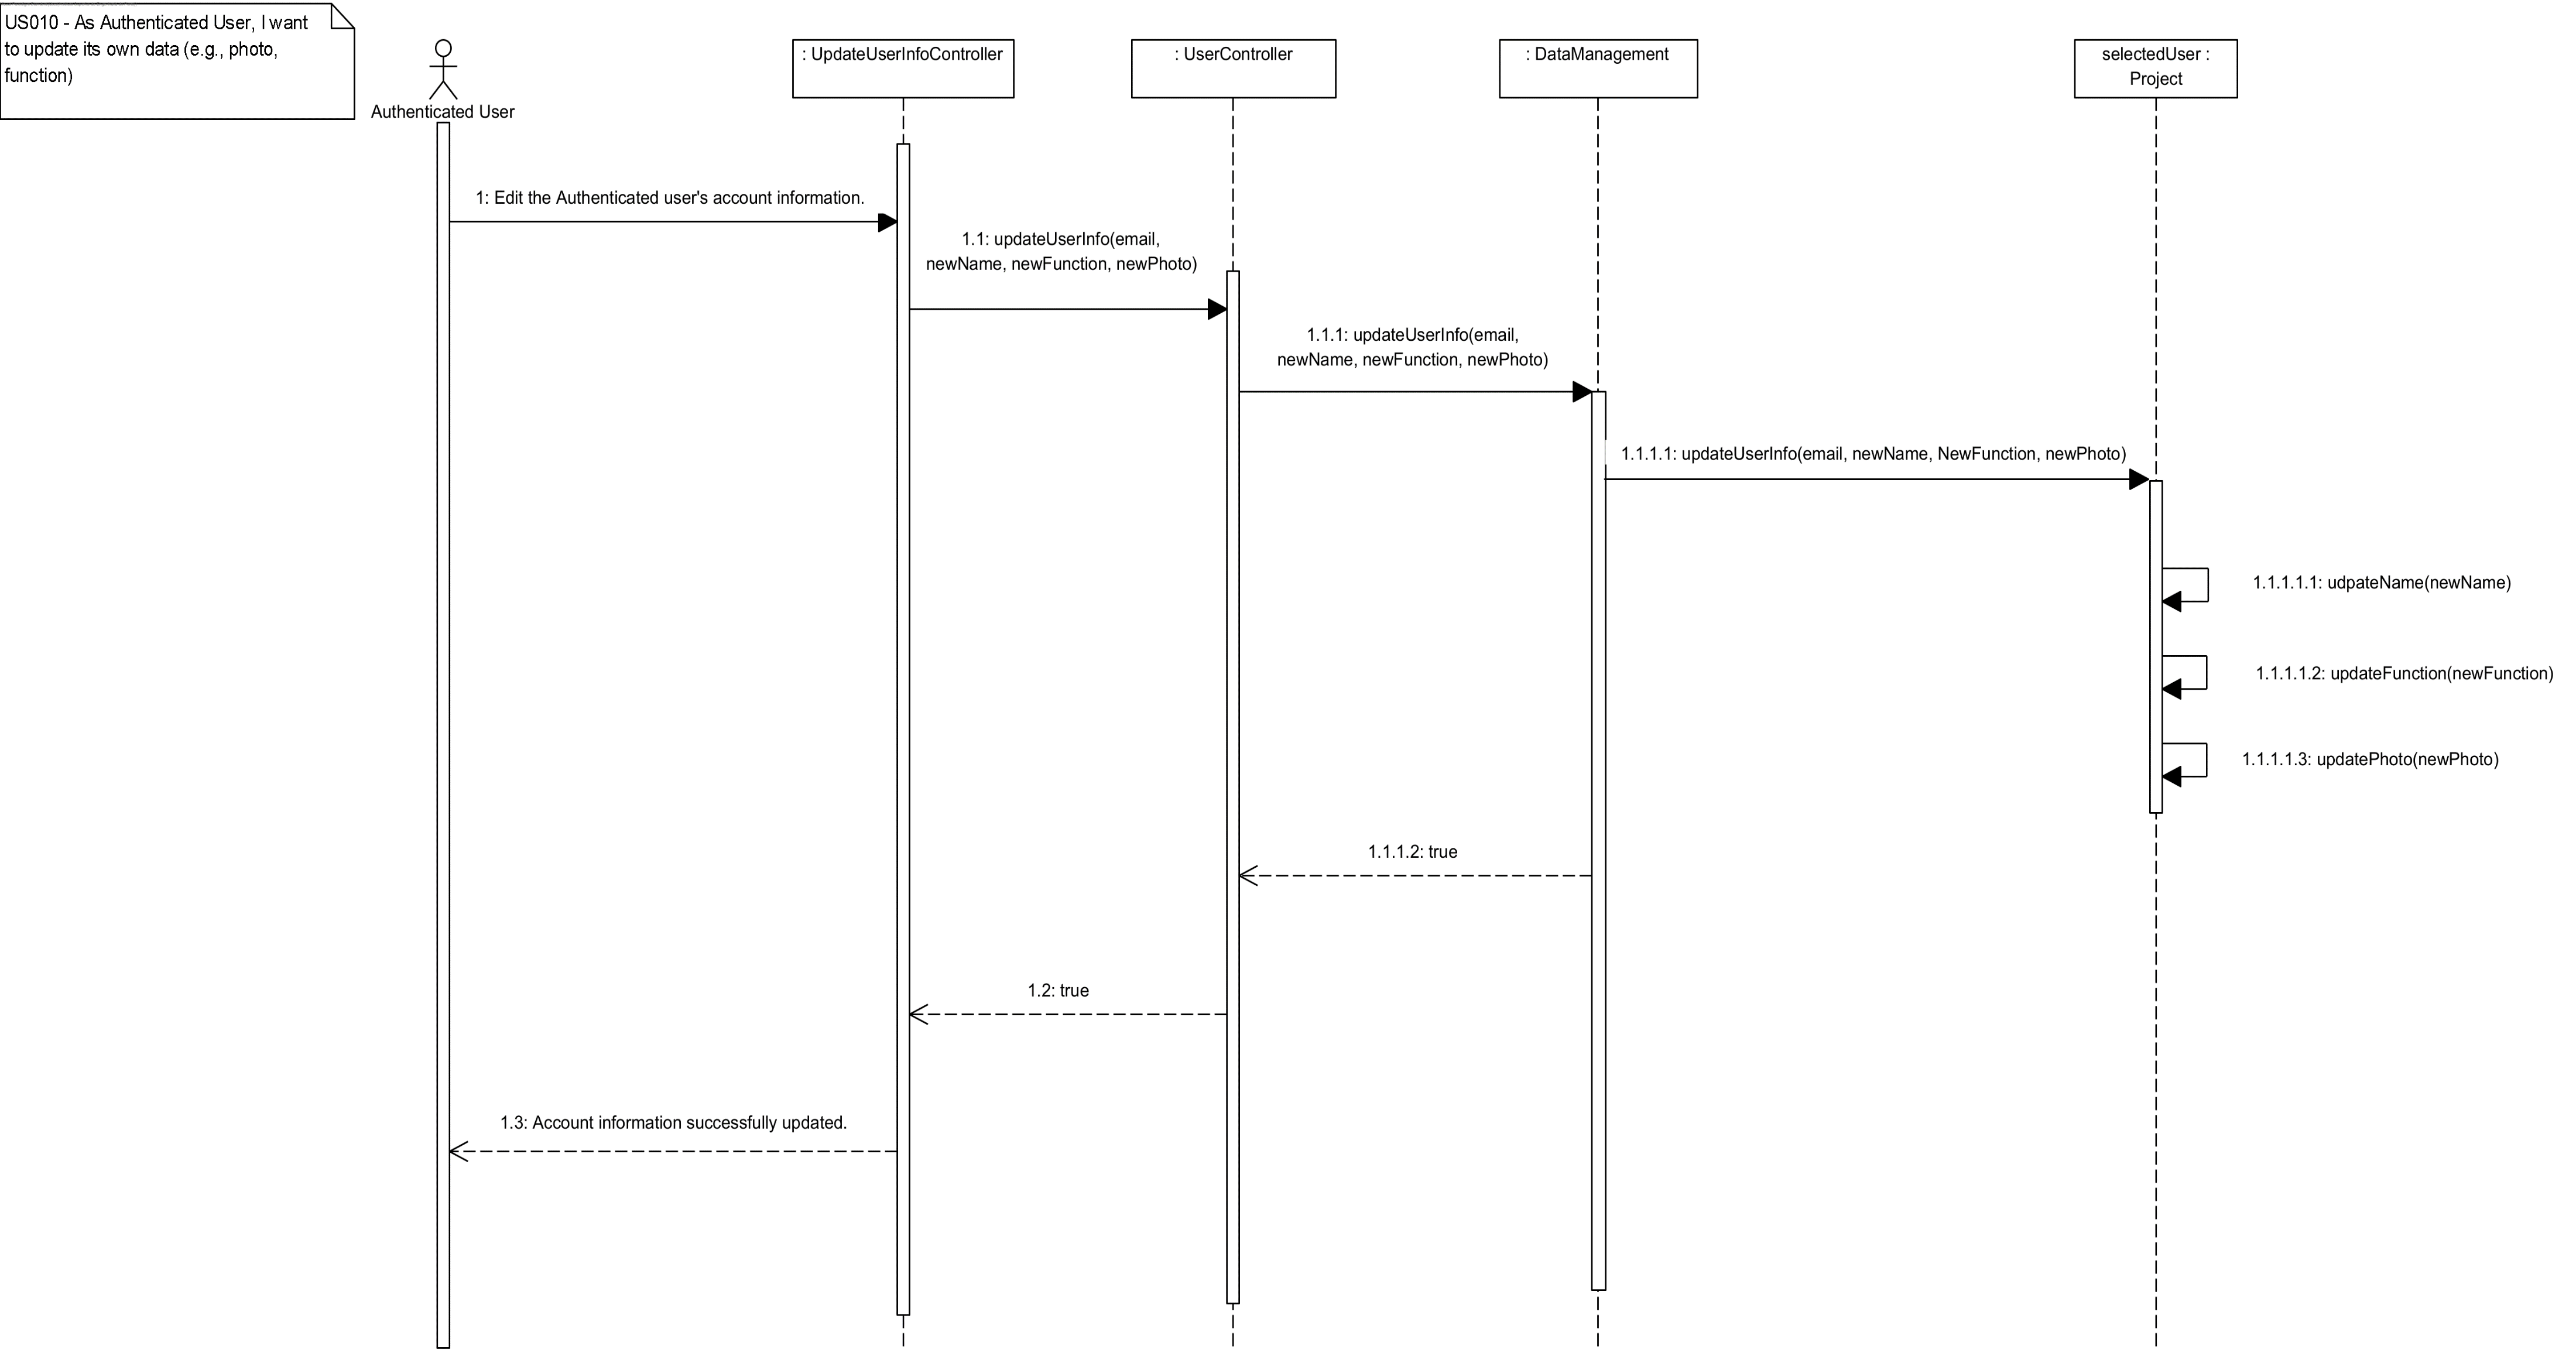 US010 - As Authenticated User, I want
to update its own data (e.g., photo,
function)
Authenticated User
: UpdateUserInfoController
: UserController
: DataManagement
selectedUser :
Project
1: Edit the Authenticated user's account information.
1.1: updateUserInfo(email,
newName, newFunction, newPhoto)
1.1.1: updateUserInfo(email,
newName, newFunction, newPhoto)
1.1.1.1: updateUserInfo(email, newName, NewFunction, newPhoto)
1.1.1.1.1: udpateName(newName)
1.1.1.1.2: updateFunction(newFunction)
1.1.1.1.3: updatePhoto(newPhoto)
1.1.1.2: true
1.2: true
1.3: Account information successfully updated.